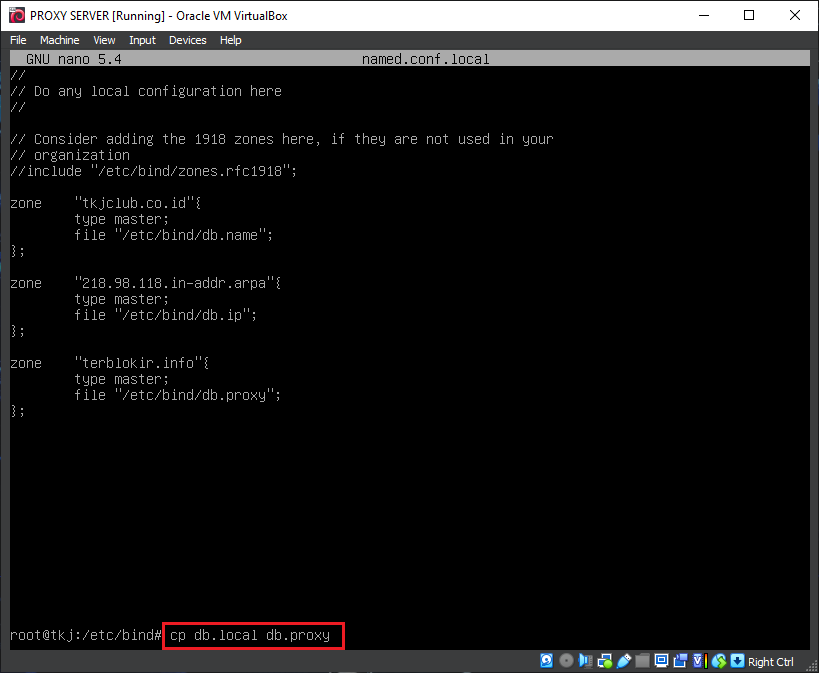 PROXY SERVER [Running] - Oracle VM VirtualBox
File Machine View Input Devices Help
GNU nano 5.4 named.conf.local
//
// Do any local configuration here
//
// Consider adding the 1918 zones here, if they are not used in your
// organization
//include "/etc/bind/zones.rfc1918";
zone "tkjclub.co.id"{
type master;
file "/etc/bind/db.name";
};
zone "218.98.118.in-addr.arpa"{
type master;
file "/etc/bind/db.ip";
};
zone "terblokir.info"{
type master;
file "/etc/bind/db.proxy";
};
root@tkj:/etc/bind# cp db.local db.proxy
Right Ctrl